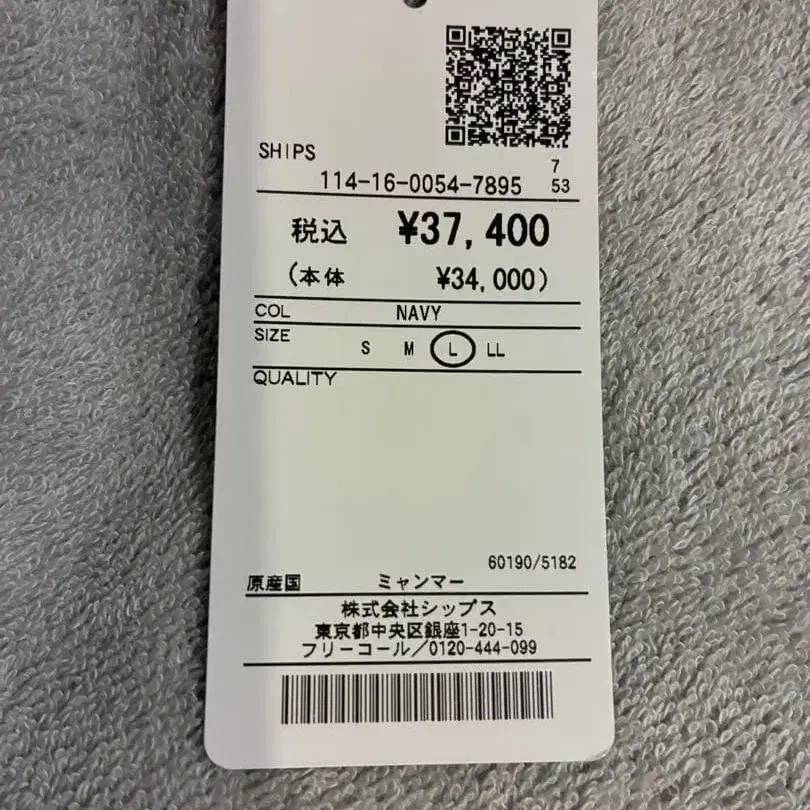 SHIPS
114-16-0054-7895
7
53
税込 ¥37,400
(本体 ¥34,000)
COL NAVY
SIZE
S M L LL
QUALITY
60190/5182
原産国 ミャンマー
株式会社シップス
東京都中央区銀座1-20-15
フリーコール/0120-444-099